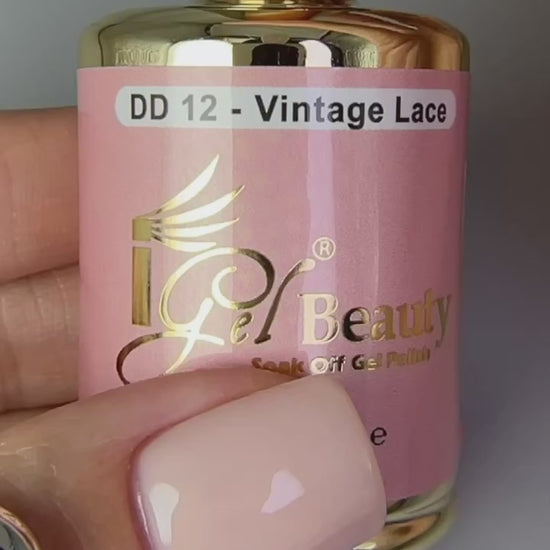 DD 12 - Vintage Lace
iGel Beauty®
Soak Off Gel Polish
e